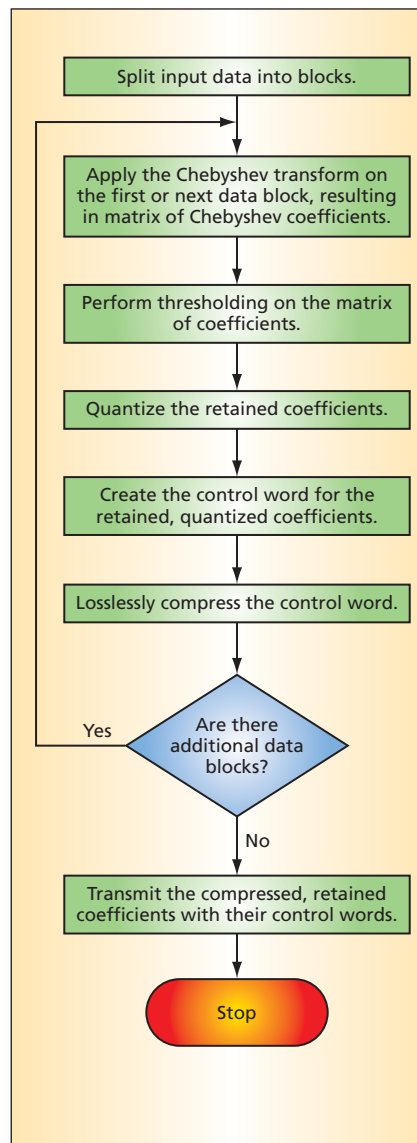 Split input data into blocks.
Apply the Chebyshev transform on
the first or next data block, resulting
in matrix of Chebyshev coefficients.
Perform thresholding on the matrix
of coefficients.
Quantize the retained coefficients.
Create the control word for the
retained, quantized coefficients.
Losslessly compress the control word.
Yes
Are there
additional data
blocks?
No
Transmit the compressed, retained
coefficients with their control words.
Stop